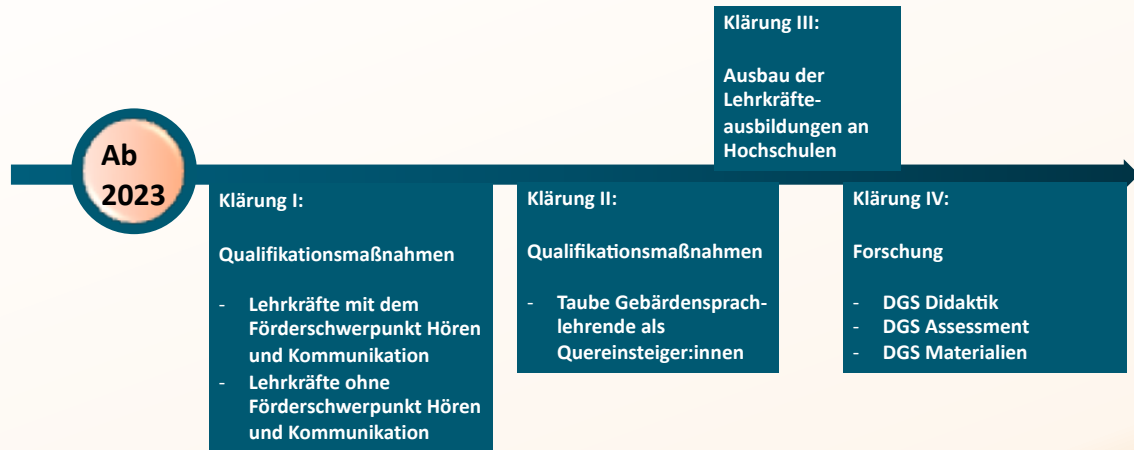 Ab
2023
Klärung I:
Qualifikationsmaßnahmen
- Lehrkräfte mit dem
Förderschwerpunkt Hören
und Kommunikation
- Lehrkräfte ohne
Förderschwerpunkt Hören
und Kommunikation
Klärung II:
Qualifikationsmaßnahmen
- Taube Gebärdensprach-
lehrende als
Quereinsteiger:innen
Klärung III:
Ausbau der
Lehrkräfte-
ausbildungen an
Hochschulen
Klärung IV:
Forschung
- DGS Didaktik
- DGS Assessment
- DGS Materialien